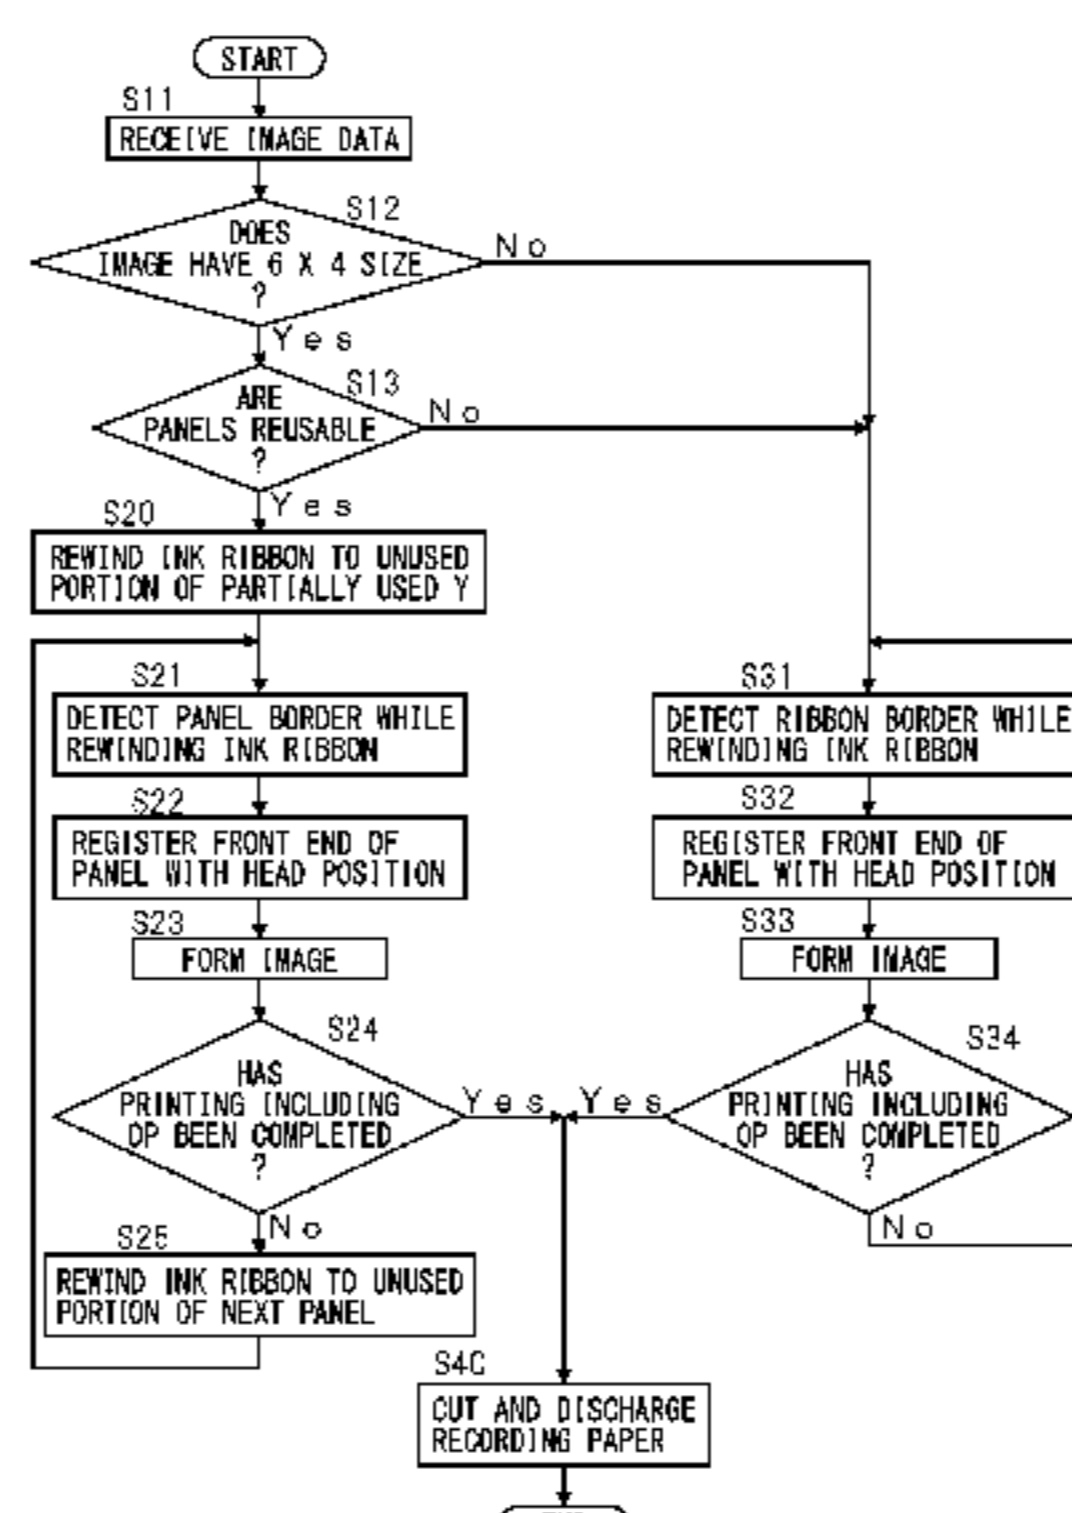 START
S11
RECEIVE IMAGE DATA
S12
DOES
IMAGE HAVE 6 X 4 SIZE
?
No
Yes
S13
ARE
PANELS REUSABLE
?
No
Yes
S20
REWIND INK RIBBON TO UNUSED
PORTION OF PARTIALLY USED Y
S21
DETECT PANEL BORDER WHILE
REWINDING INK RIBBON
S22
REGISTER FRONT END OF
PANEL WITH HEAD POSITION
S23
FORM IMAGE
S24
HAS
PRINTING INCLUDING
OP BEEN COMPLETED
?
Yes
No
S25
REWIND INK RIBBON TO UNUSED
PORTION OF NEXT PANEL
S31
DETECT RIBBON BORDER WHILE
REWINDING INK RIBBON
S32
REGISTER FRONT END OF
PANEL WITH HEAD POSITION
S33
FORM IMAGE
S34
HAS
PRINTING INCLUDING
OP BEEN COMPLETED
?
Yes
No
S40
CUT AND DISCHARGE
RECORDING PAPER